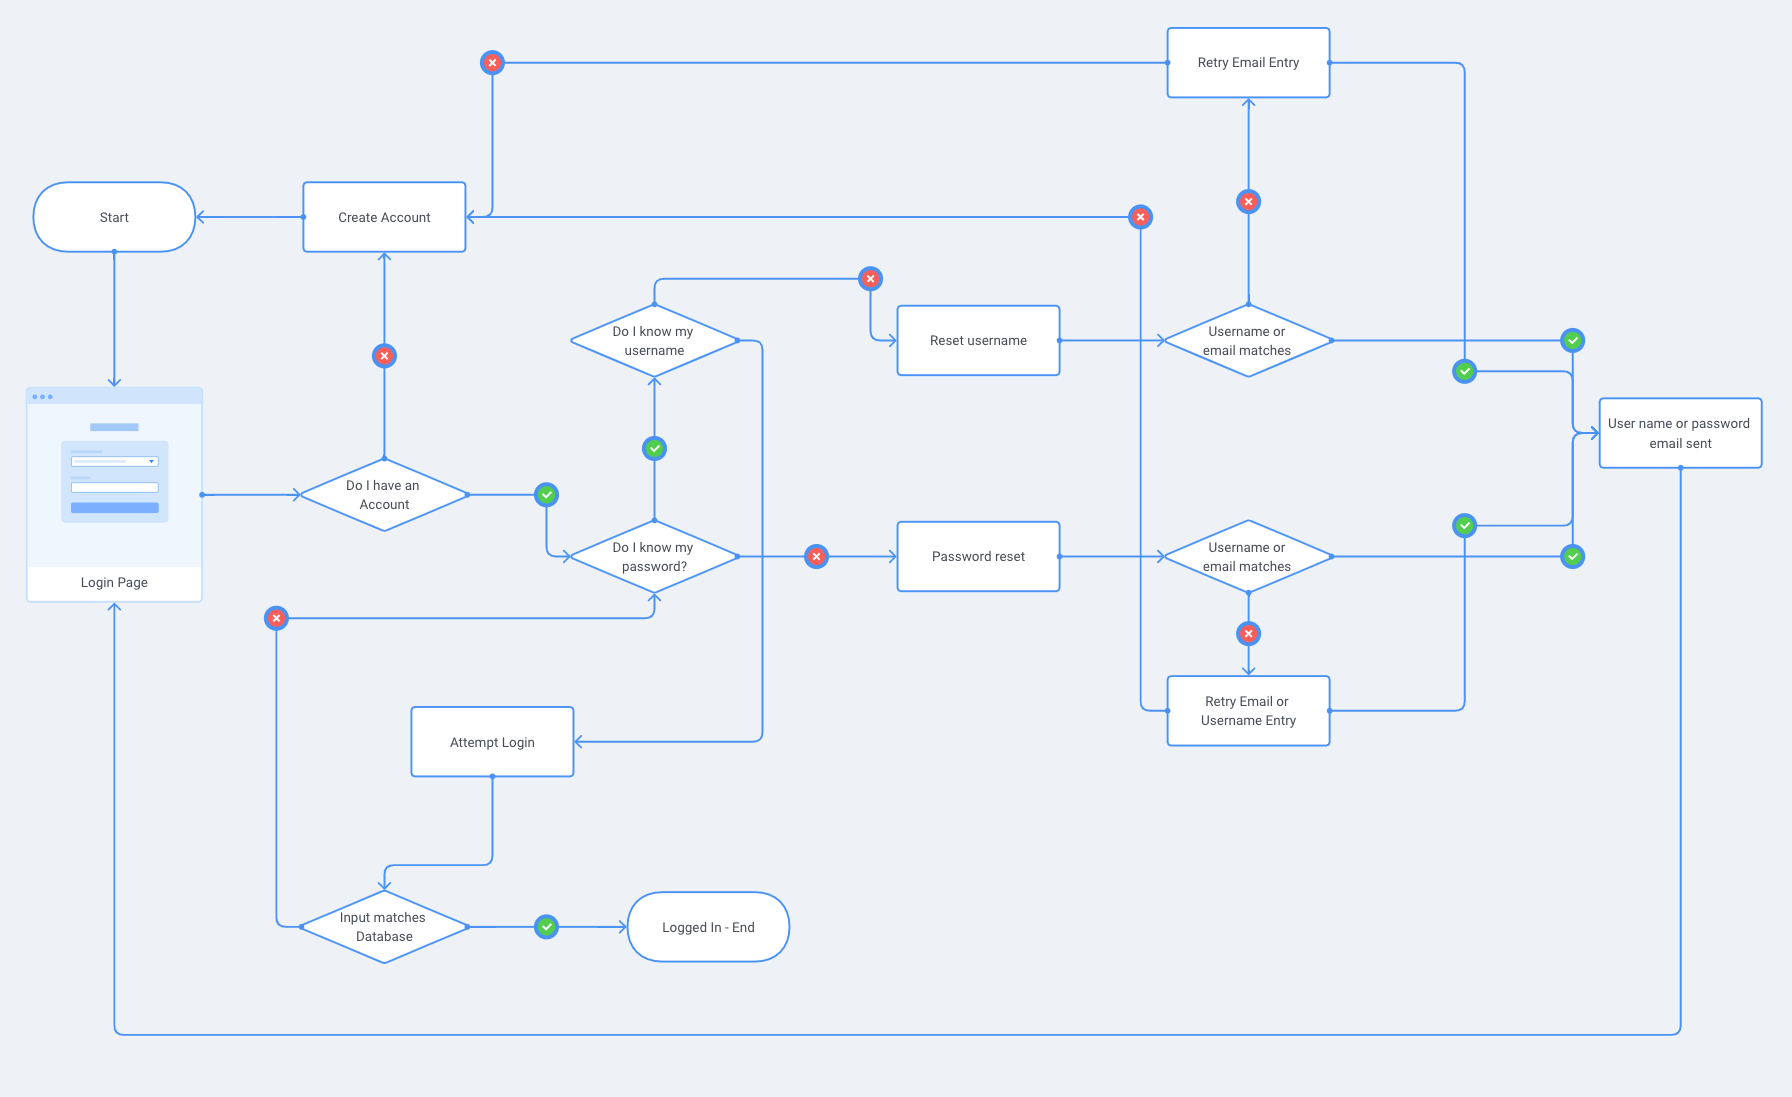 Retry Email Entry
Start
Create Account
Do I know my
username
Reset username
Username or
email matches
User name or password
email sent
Do I have an
Account
Do I know my
password?
Password reset
Username or
email matches
Login Page
Retry Email or
Username Entry
Attempt Login
Input matches
Database
Logged In - End